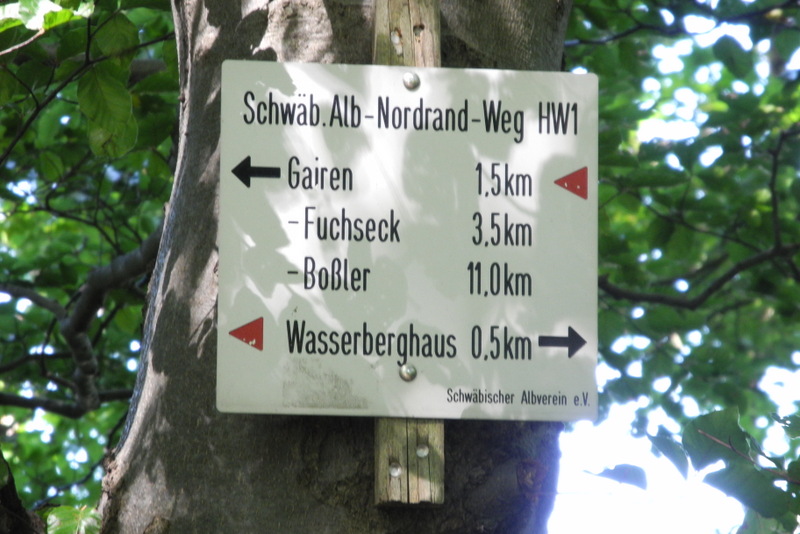 Schwäb.Alb-Nordrand-Weg HW1
Gairen 1,5km
-Fuchseck 3,5km
-Boßler 11,0km
Wasserberghaus 0,5km
Schwäbischer Albverein e.V.